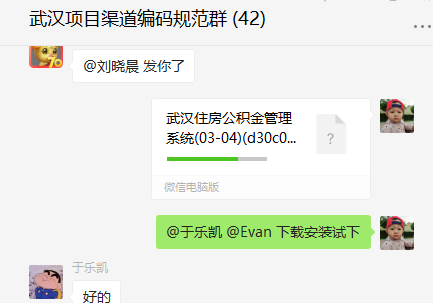 武汉项目渠道编码规范群 (42)
@刘晓晨 发你了
武汉住房公积金管理
系统(03-04)(d30c0...
微信电脑版
@于乐凯 @Evan 下载安装试下
于乐凯
好的